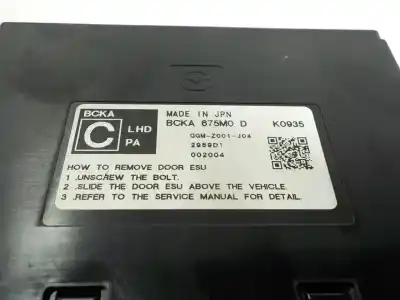 BCKA
C
LHD
PA
MADE IN JPN
BCKA 675M0 D K0935
GGM-Z001-J04
2969D1
002004
HOW TO REMOVE DOOR ESU
1 .UNSCREW THE BOLT.
2 .SLIDE THE DOOR ESU ABOVE THE VEHICLE.
3 .REFER TO THE SERVICE MANUAL FOR DETAIL.